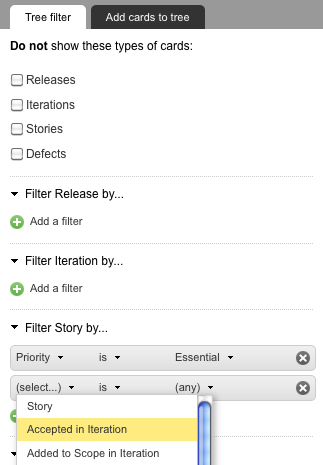 Tree filter Add cards to tree
Do not show these types of cards:
Releases
Iterations
Stories
Defects
Filter Release by...
Add a filter
Filter Iteration by...
Add a filter
Filter Story by...
Priority is Essential
(select...) is (any)
Story
Accepted in Iteration
Added to Scope in Iteration